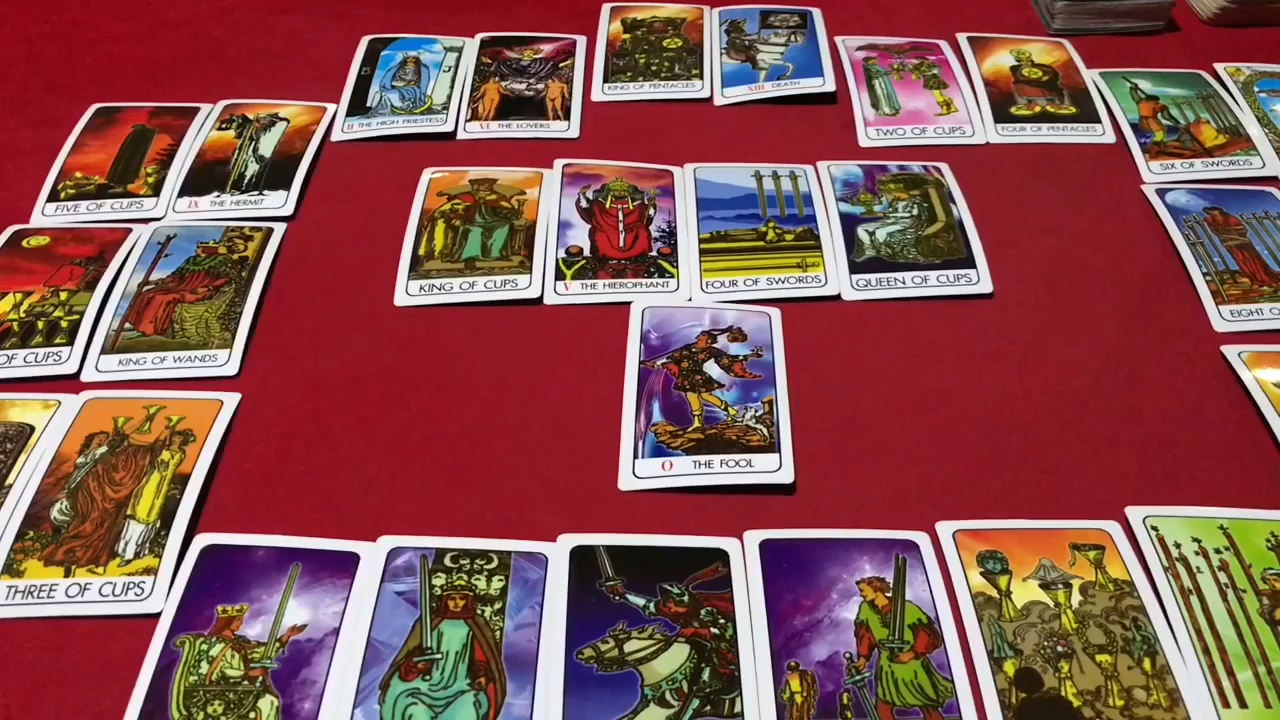 KING OF PENTACLES
XIII DEATH
II THE HIGH PRIESTESS
VI THE LOVERS
TWO OF CUPS
FOUR OF PENTACLES
SIX OF SWORDS
FIVE OF CUPS
IX THE HERMIT
KING OF CUPS
V THE HIEROPHANT
FOUR OF SWORDS
QUEEN OF CUPS
EIGHT O
OF CUPS
KING OF WANDS
0 THE FOOL
THREE OF CUPS